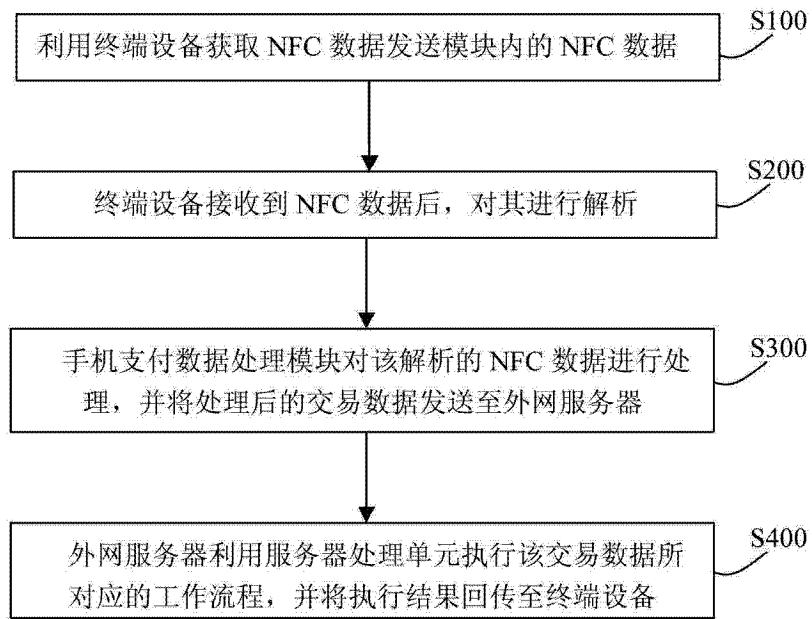 S100
利用终端设备获取 NFC 数据发送模块内的 NFC 数据
S200
终端设备接收到 NFC 数据后，对其进行解析
S300
手机支付数据处理模块对该解析的 NFC 数据进行处
理，并将处理后的交易数据发送至外网服务器
S400
外网服务器利用服务器处理单元执行该交易数据所
对应的工作流程，并将执行结果回传至终端设备